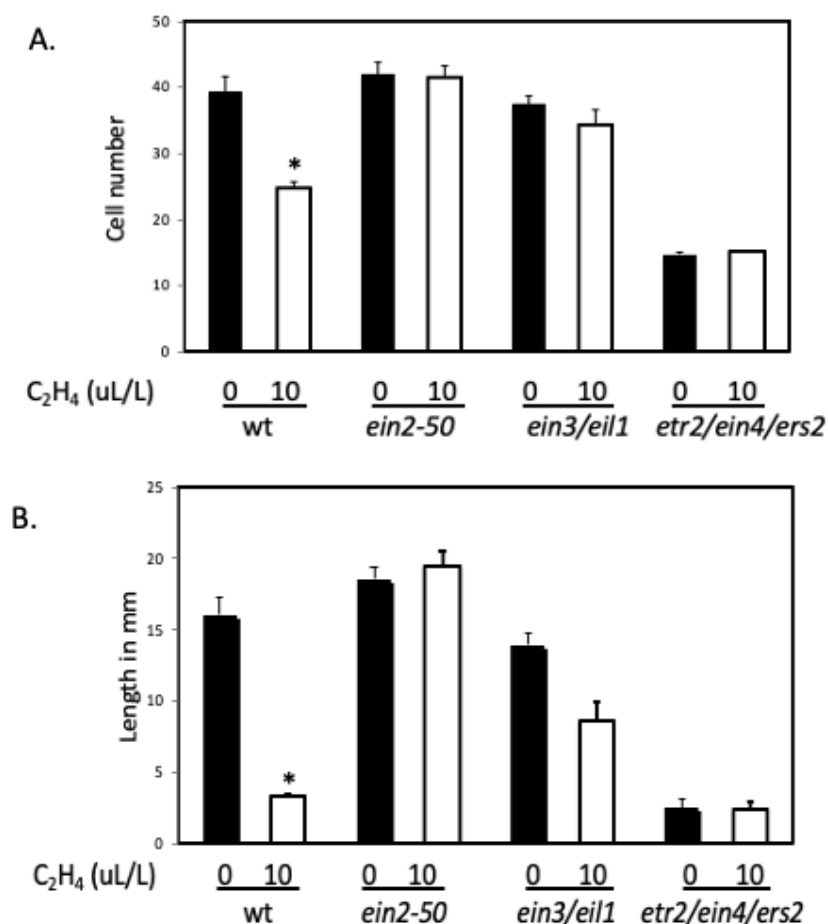 A.
50
40
30
20
10
0
Cell number
*
C₂H₄ (uL/L) 0 10 0 10 0 10 0 10
wt ein2-50 ein3/eil1 etr2/ein4/ers2
B.
25
20
15
10
5
0
Length in mm
*
C₂H₄ (uL/L) 0 10 0 10 0 10 0 10
wt ein2-50 ein3/eil1 etr2/ein4/ers2